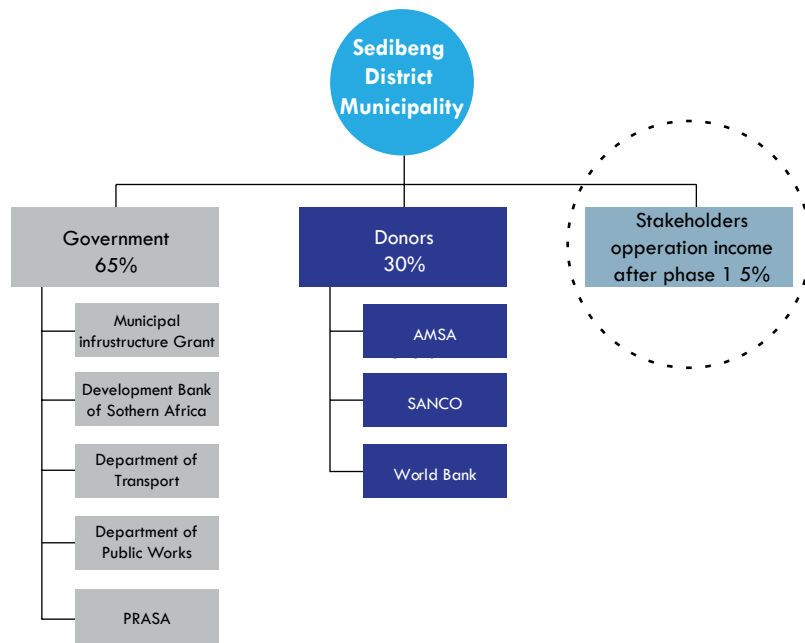 Sedibeng
District
Municipality
Government
65%
Municipal
infrustructure Grant
Development Bank
of Sothern Africa
Department of
Transport
Department of
Public Works
PRASA
Donors
30%
AMSA
SANCO
World Bank
Stakeholders
opperation income
after phase 1 5%